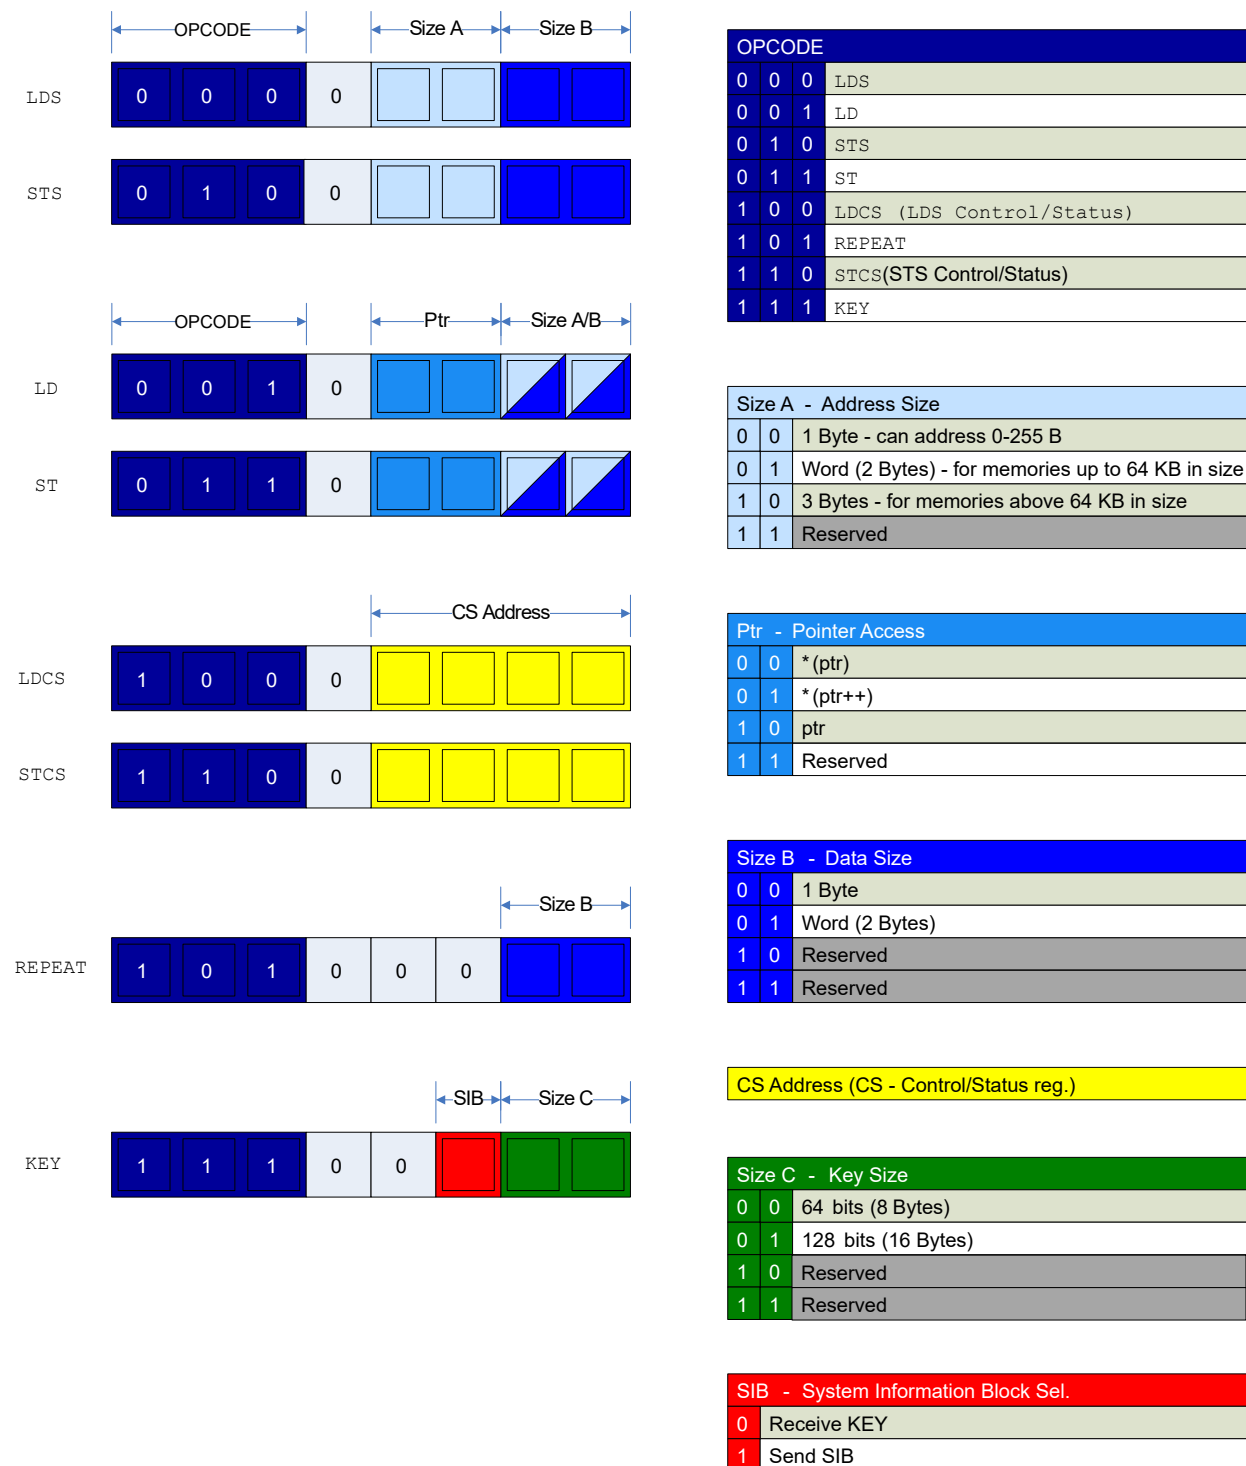 OPCODE Size A Size B
LDS 0 0 0 0
STS 0 1 0 0
OPCODE Ptr Size A/B
LD 0 0 1 0
ST 0 1 1 0
CS Address
LDCS 1 0 0 0
STCS 1 1 0 0
Size B
REPEAT 1 0 1 0 0 0
SIB Size C
KEY 1 1 1 0 0
OPCODE
0 0 0 LDS
0 0 1 LD
0 1 0 STS
0 1 1 ST
1 0 0 LDCS (LDS Control/Status)
1 0 1 REPEAT
1 1 0 STCS(STS Control/Status)
1 1 1 KEY
Size A - Address Size
0 0 1 Byte - can address 0-255 B
0 1 Word (2 Bytes) - for memories up to 64 KB in size
1 0 3 Bytes - for memories above 64 KB in size
1 1 Reserved
Ptr - Pointer Access
0 0 *(ptr)
0 1 *(ptr++)
1 0 ptr
1 1 Reserved
Size B - Data Size
0 0 1 Byte
0 1 Word (2 Bytes)
1 0 Reserved
1 1 Reserved
CS Address (CS - Control/Status reg.)
Size C - Key Size
0 0 64 bits (8 Bytes)
0 1 128 bits (16 Bytes)
1 0 Reserved
1 1 Reserved
SIB - System Information Block Sel.
0 Receive KEY
1 Send SIB